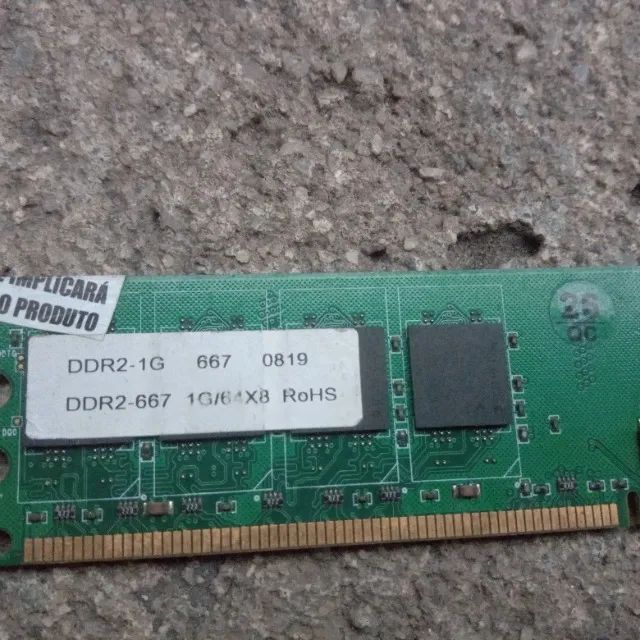 IMPLICARÁ
O PRODUTO
DDR2-1G 667 0819
DDR2-667 1G/64X8 RoHS